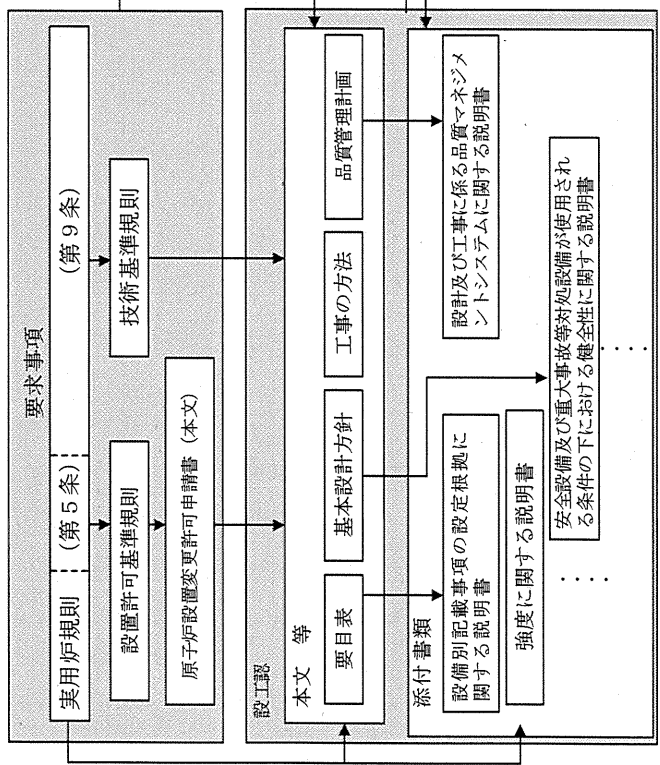 要求事項
実用炉規則
(第5条)
(第9条)
設置許可基準規則
技術基準規則
原子炉設置変更許可申請書(本文)
設工認
本文 等
要目表
基本設計方針
工事の方法
品質管理計画
添付書類
設備別記載事項の設定根拠に
関する説明書
設計及び工事に係る品質マネジメ
ントシステムに関する説明書
強度に関する説明書
安全設備及び重大事故等対処設備が使用され
る条件の下における健全性に関する説明書
・・・・
・・・・